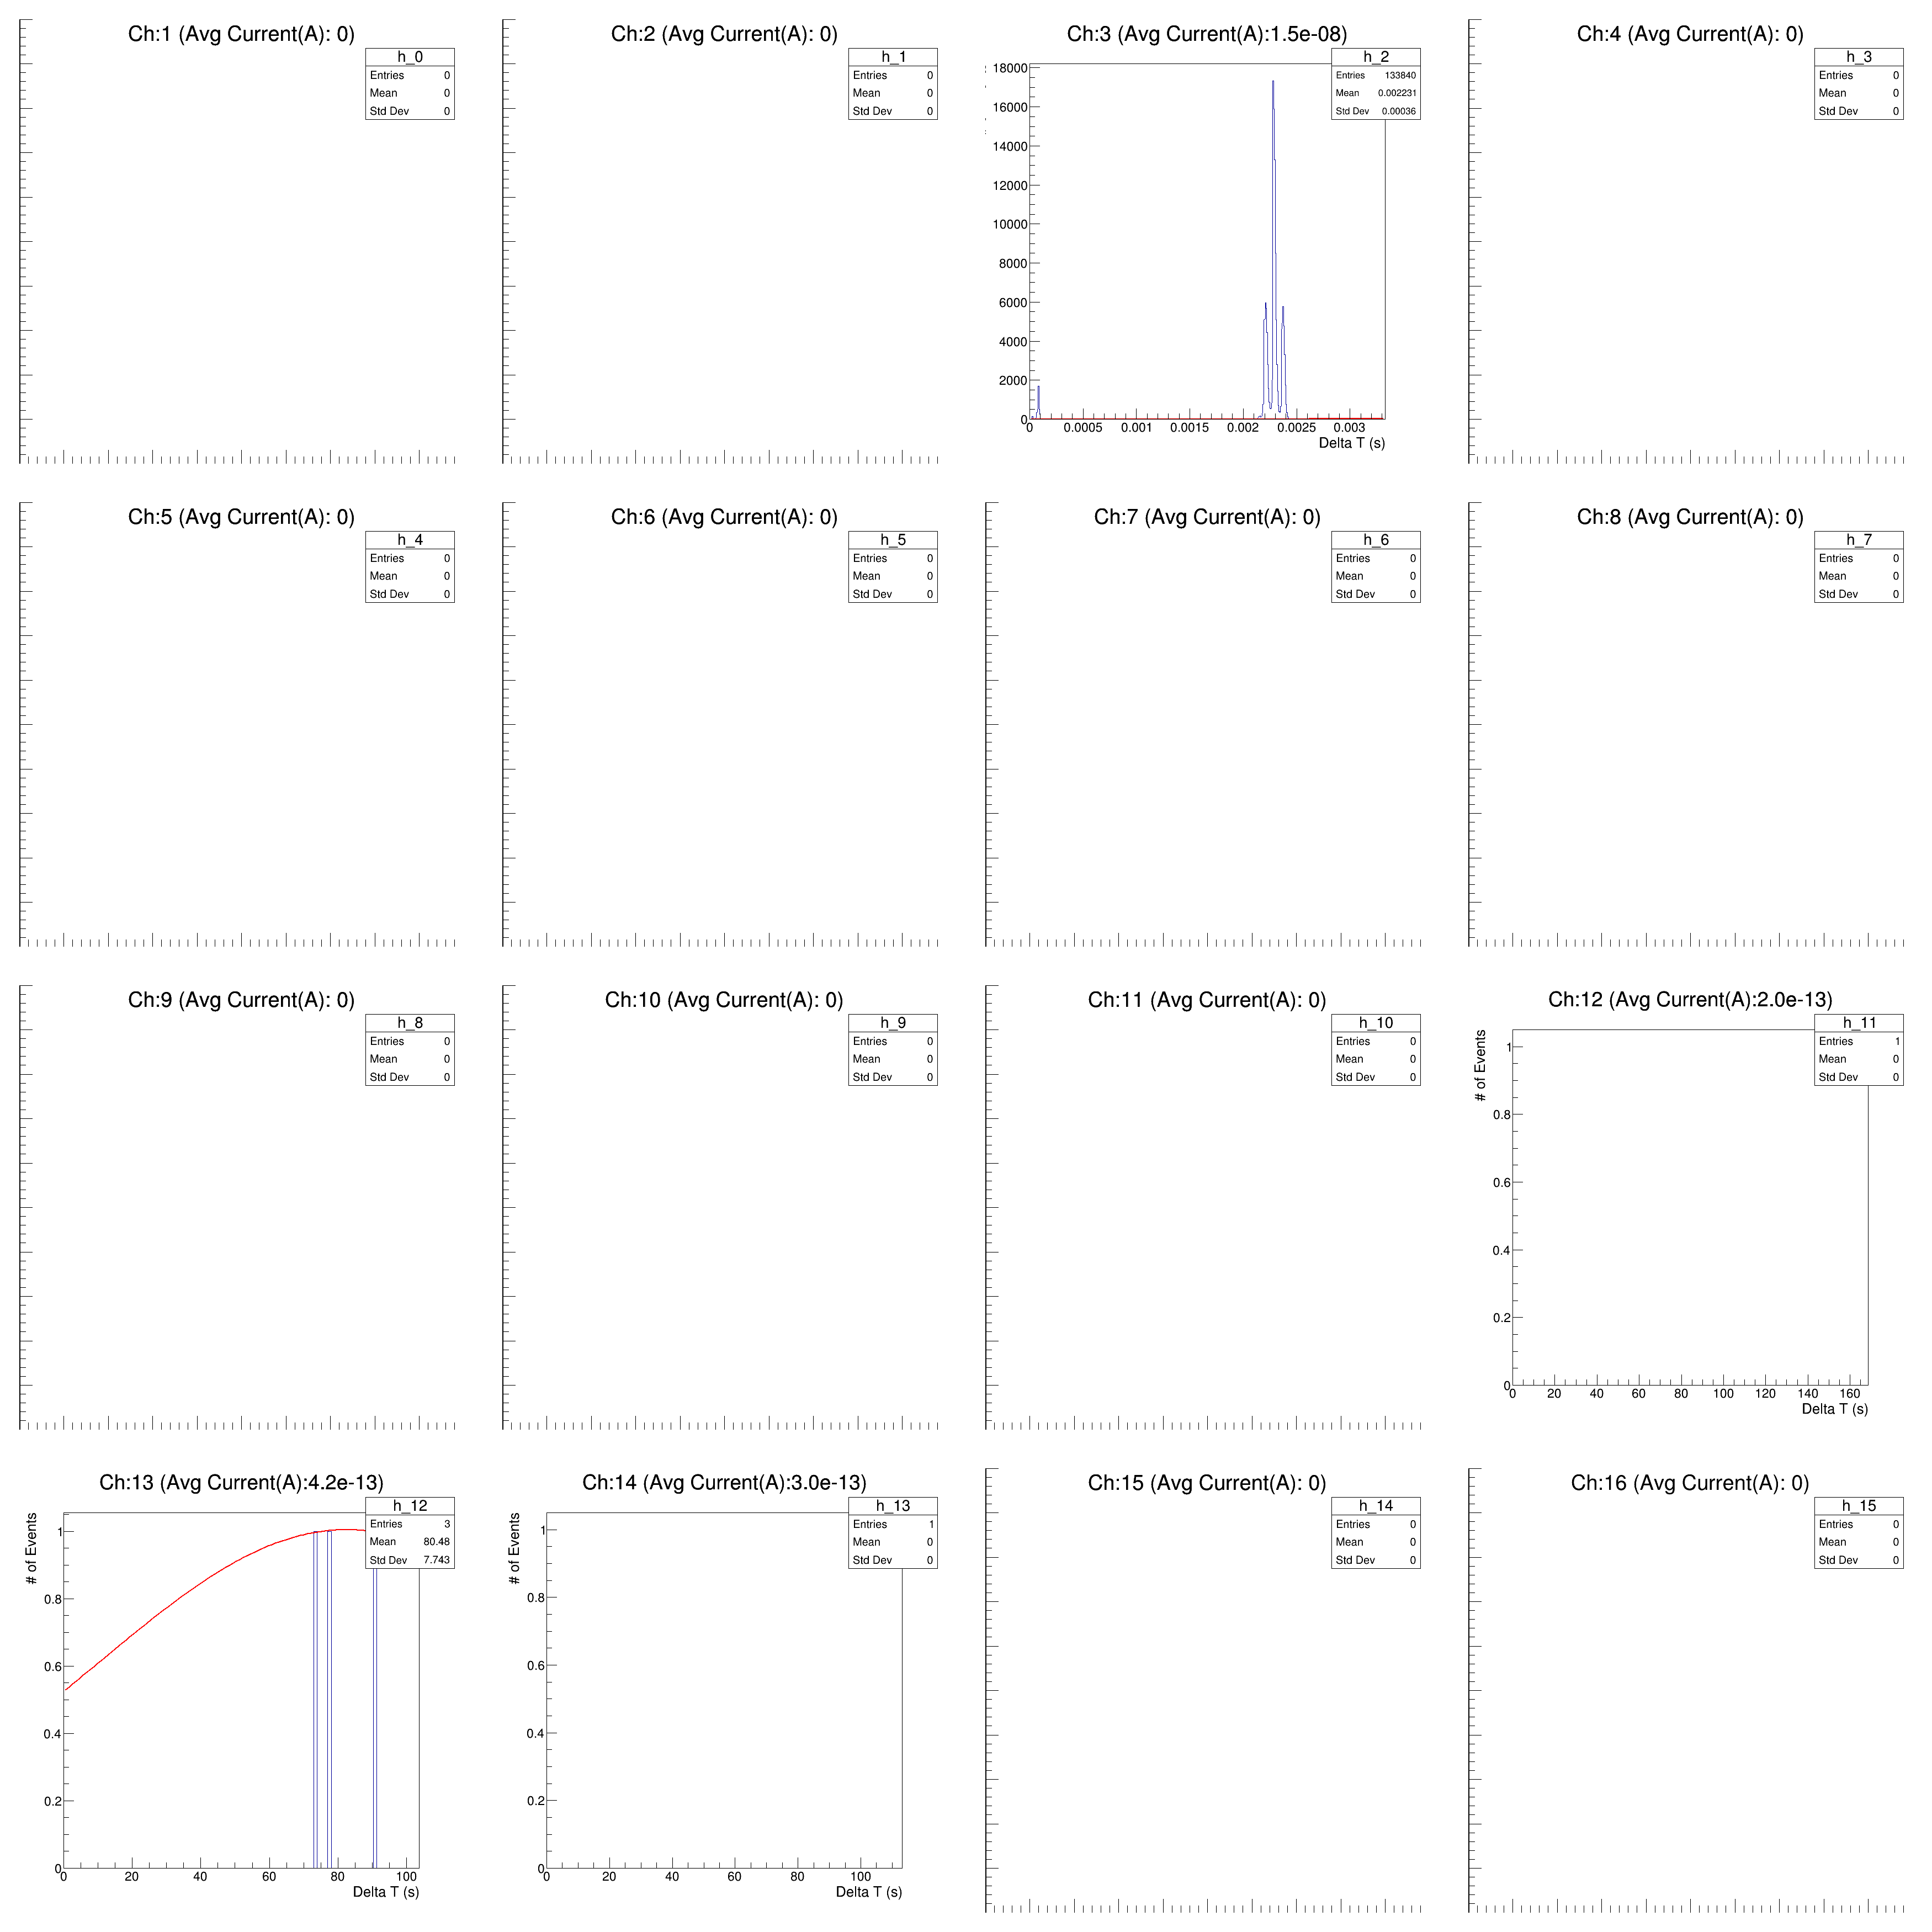 Ch:1 (Avg Current(A): 0)
h_0
Entries 0
Mean 0
Std Dev 0
Ch:2 (Avg Current(A): 0)
h_1
Entries 0
Mean 0
Std Dev 0
Ch:3 (Avg Current(A):1.5e-08)
h_2
Entries 133840
Mean 0.002231
Std Dev 0.00036
18000
16000
14000
12000
10000
8000
6000
4000
2000
0
0 0.0005 0.001 0.0015 0.002 0.0025 0.003
Delta T (s)
Ch:4 (Avg Current(A): 0)
h_3
Entries 0
Mean 0
Std Dev 0
Ch:5 (Avg Current(A): 0)
h_4
Entries 0
Mean 0
Std Dev 0
Ch:6 (Avg Current(A): 0)
h_5
Entries 0
Mean 0
Std Dev 0
Ch:7 (Avg Current(A): 0)
h_6
Entries 0
Mean 0
Std Dev 0
Ch:8 (Avg Current(A): 0)
h_7
Entries 0
Mean 0
Std Dev 0
Ch:9 (Avg Current(A): 0)
h_8
Entries 0
Mean 0
Std Dev 0
Ch:10 (Avg Current(A): 0)
h_9
Entries 0
Mean 0
Std Dev 0
Ch:11 (Avg Current(A): 0)
h_10
Entries 0
Mean 0
Std Dev 0
Ch:12 (Avg Current(A):2.0e-13)
h_11
Entries 1
Mean 0
Std Dev 0
# of Events
1
0.8
0.6
0.4
0.2
0
0 20 40 60 80 100 120 140 160
Delta T (s)
Ch:13 (Avg Current(A):4.2e-13)
h_12
Entries 3
Mean 80.48
Std Dev 7.743
# of Events
1
0.8
0.6
0.4
0.2
0
0 20 40 60 80 100
Delta T (s)
Ch:14 (Avg Current(A):3.0e-13)
h_13
Entries 1
Mean 0
Std Dev 0
# of Events
1
0.8
0.6
0.4
0.2
0
0 20 40 60 80 100
Delta T (s)
Ch:15 (Avg Current(A): 0)
h_14
Entries 0
Mean 0
Std Dev 0
Ch:16 (Avg Current(A): 0)
h_15
Entries 0
Mean 0
Std Dev 0